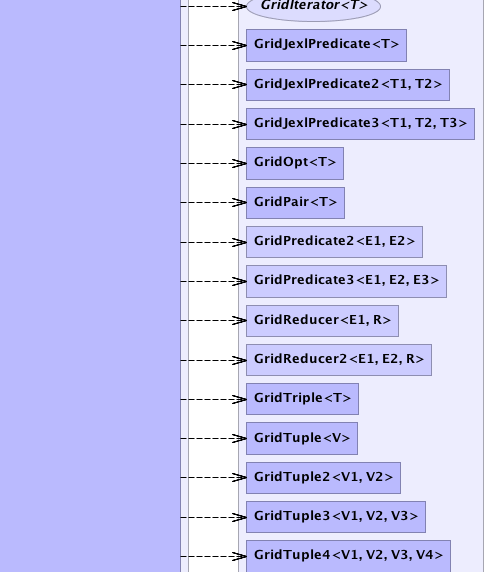 GridIterator<T>
GridJexlPredicate<T>
GridJexlPredicate2<T1, T2>
GridJexlPredicate3<T1, T2, T3>
GridOpt<T>
GridPair<T>
GridPredicate2<E1, E2>
GridPredicate3<E1, E2, E3>
GridReducer<E1, R>
GridReducer2<E1, E2, R>
GridTriple<T>
GridTuple<V>
GridTuple2<V1, V2>
GridTuple3<V1, V2, V3>
GridTuple4<V1, V2, V3, V4>